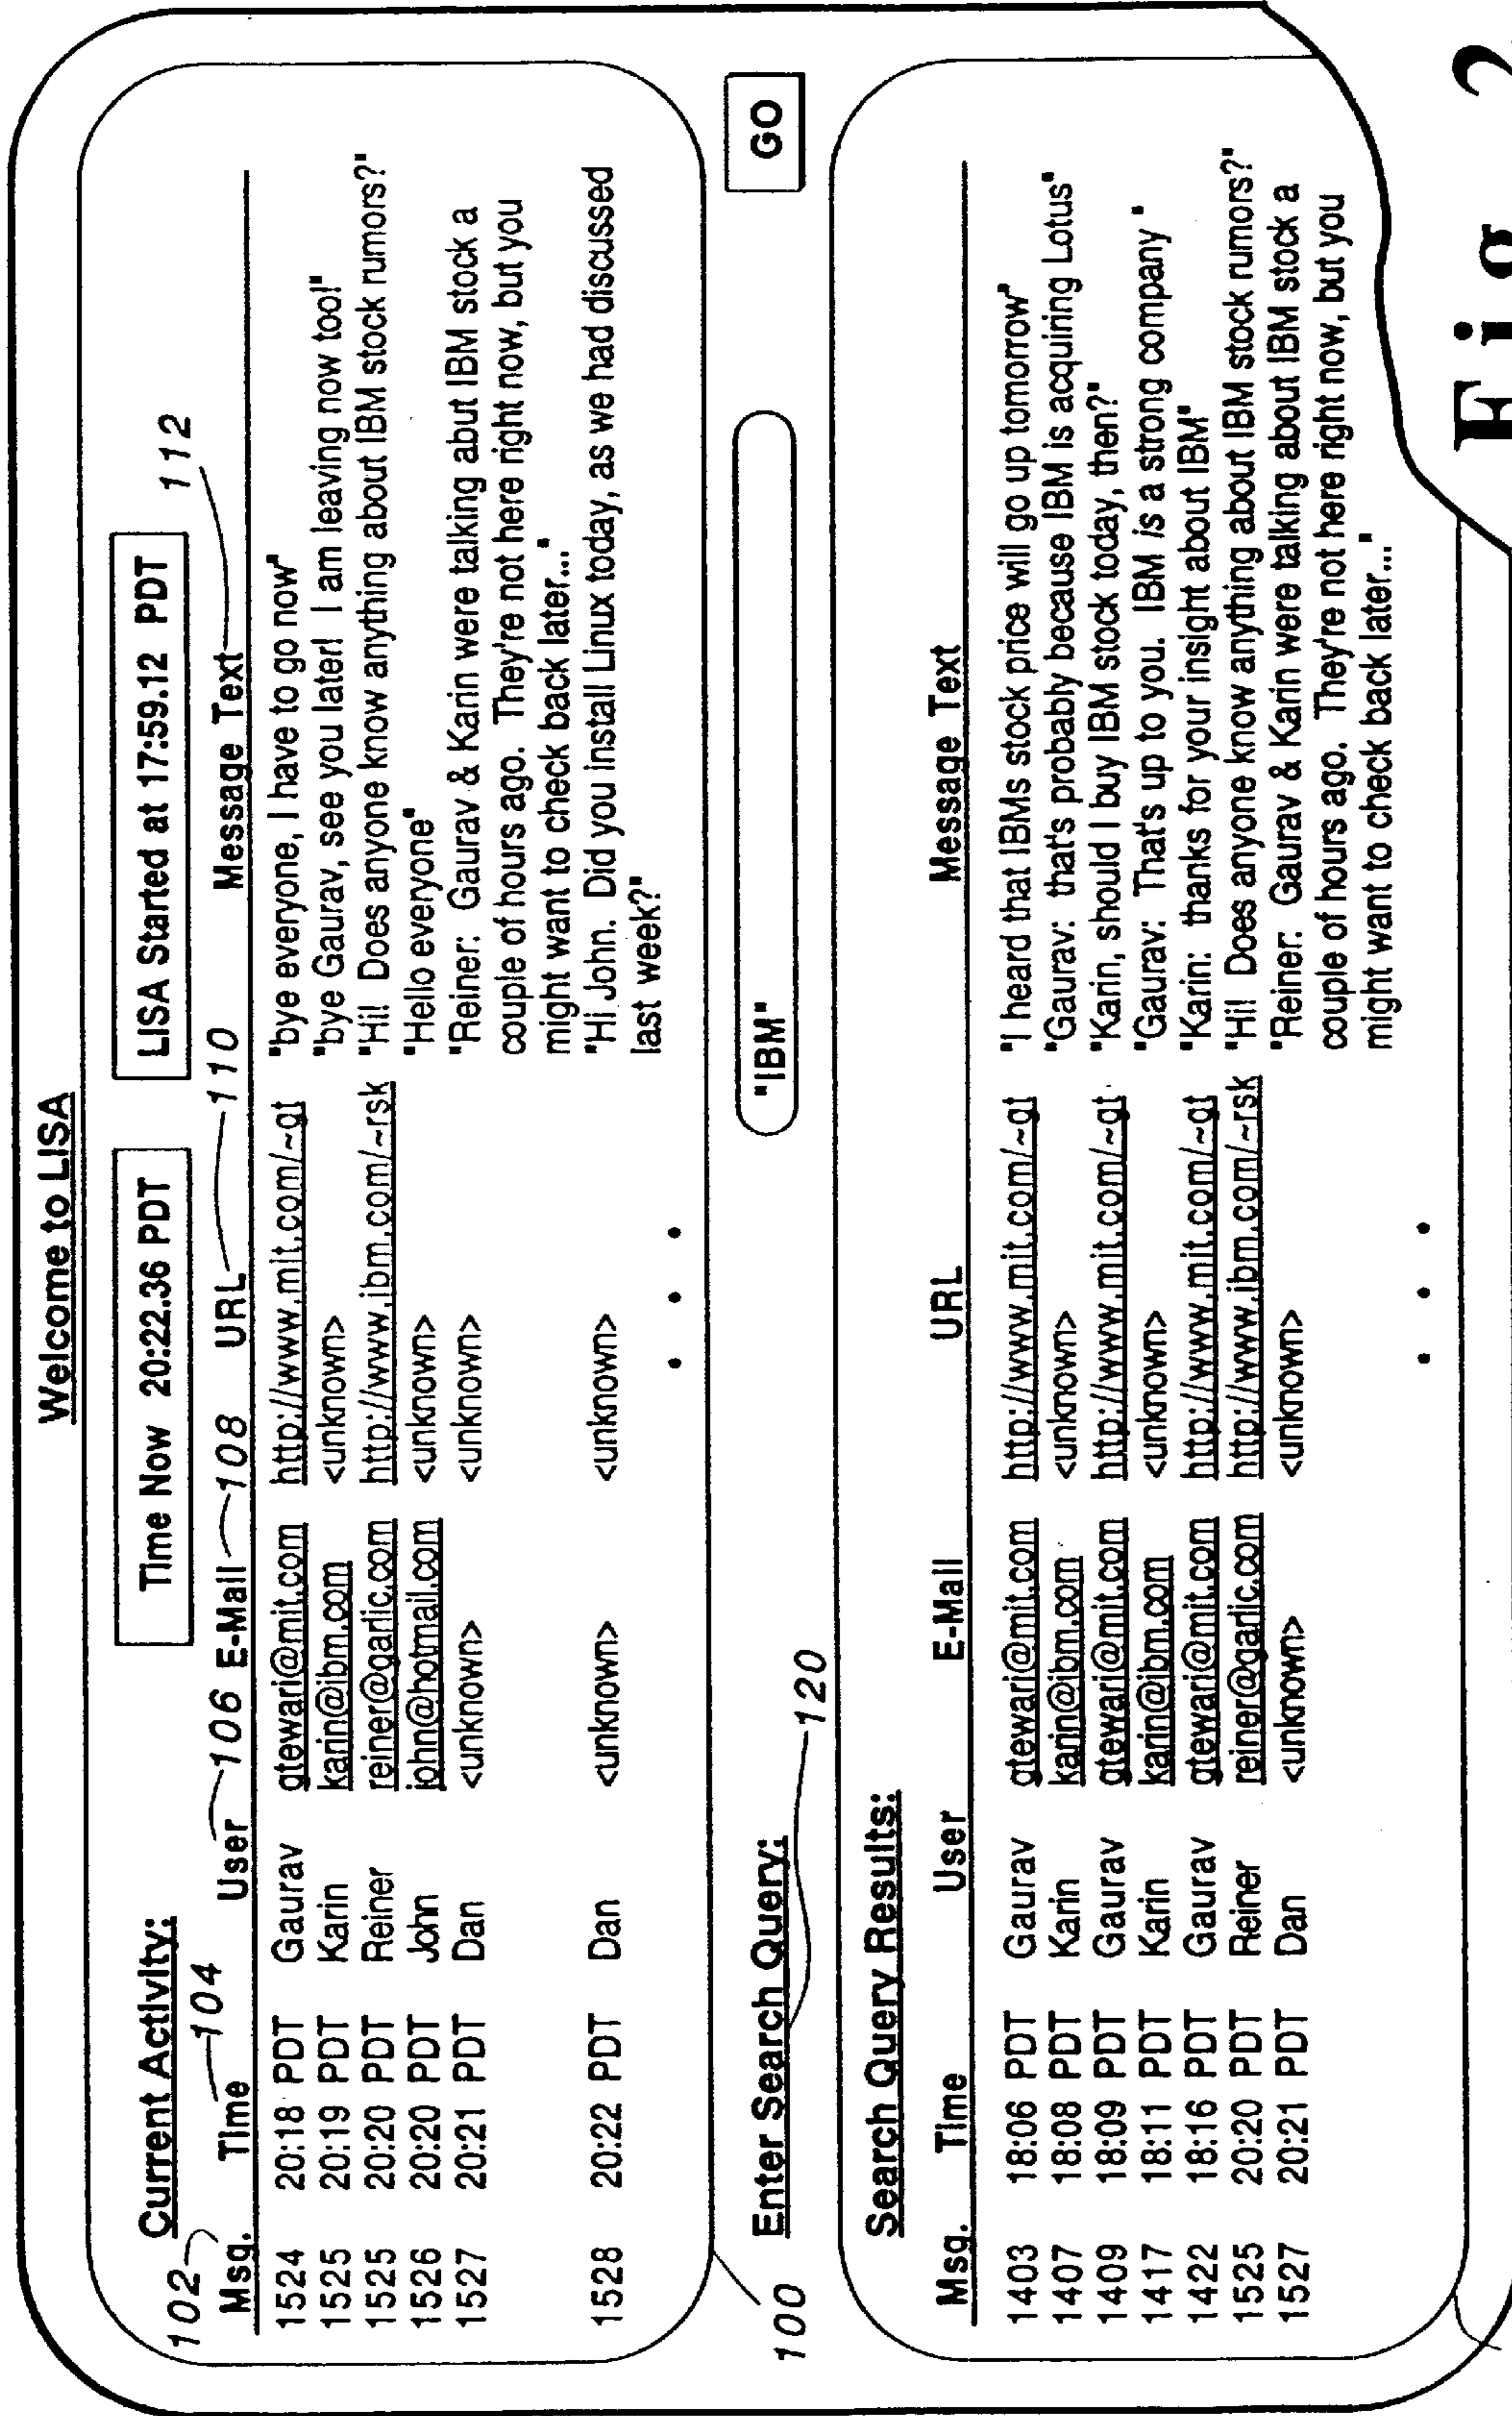 Welcome to LISA
Time Now 20:22.36 PDT LISA Started at 17:59.12 PDT
Current Activity:
102 104 106 108 110 112
Msg. Time User E-Mail URL Message Text
1524 20:18 PDT Gaurav gtewari@mit.com http://www.mit.com/~gt "bye everyone, I have to go now"
1525 20:19 PDT Karin karin@ibm.com <unknown> "bye Gaurav, see you later! I am leaving now too!"
1525 20:20 PDT Reiner reiner@garlic.com http://www.ibm.com/~rsk "Hi! Does anyone know anything about IBM stock rumors?"
1526 20:20 PDT John john@hotmail.com <unknown> "Hello everyone"
1527 20:21 PDT Dan <unknown> <unknown> "Reiner: Gaurav & Karin were talking abut IBM stock a
couple of hours ago. They're not here right now, but you
might want to check back later..."
1528 20:22 PDT Dan <unknown> <unknown> "Hi John. Did you install Linux today, as we had discussed
last week?"
. . .
100
Enter Search Query: "IBM" GO
120
Search Query Results:
Msg. Time User E-Mail URL Message Text
1403 18:06 PDT Gaurav gtewari@mit.com http://www.mit.com/~gt "I heard that IBMs stock price will go up tomorrow"
1407 18:08 PDT Karin karin@ibm.com <unknown> "Gaurav: that's probably because IBM is acquiring Lotus"
1409 18:09 PDT Gaurav gtewari@mit.com http://www.mit.com/~gt "Karin, should I buy IBM stock today, then?"
1417 18:11 PDT Karin karin@ibm.com <unknown> "Gaurav: That's up to you. IBM is a strong company "
1422 18:16 PDT Gaurav gtewari@mit.com http://www.mit.com/~gt "Karin: thanks for your insight about IBM"
1525 20:20 PDT Reiner reiner@garlic.com http://www.ibm.com/~rsk "Hi! Does anyone know anything about IBM stock rumors?"
1527 20:21 PDT Dan <unknown> <unknown> "Reiner: Gaurav & Karin were talking about IBM stock a
couple of hours ago. They're not here right now, but you
might want to check back later..."
. . .
Fig. 2